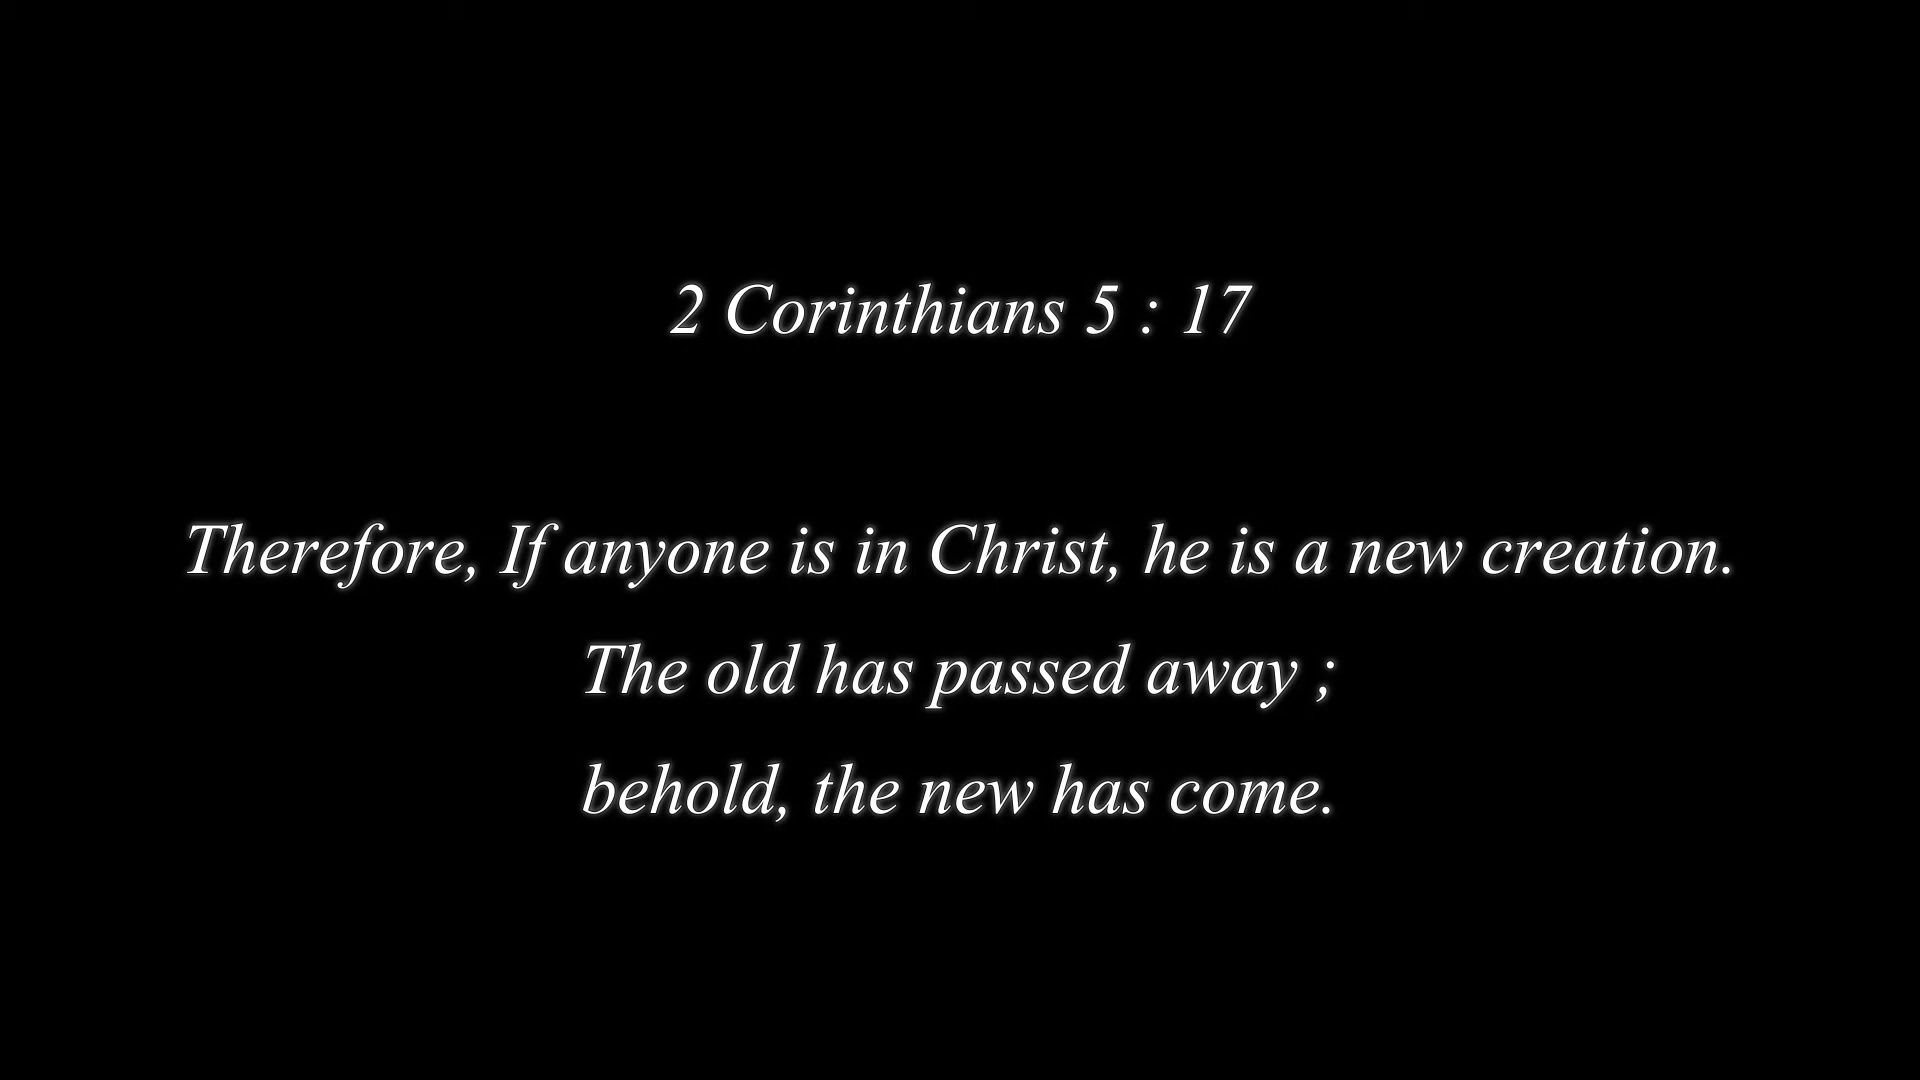 2 Corinthians 5 : 17
Therefore, If anyone is in Christ, he is a new creation.
The old has passed away ;
behold, the new has come.